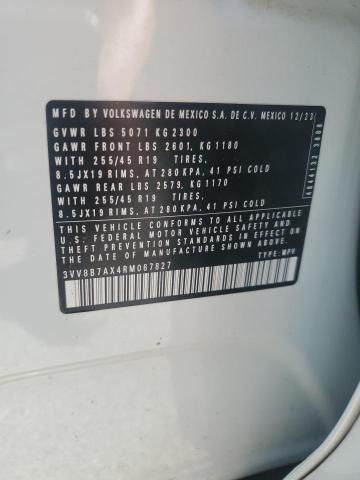 MFD BY VOLKSWAGEN DE MEXICO S.A. DE C.V. MEXICO 12/23
GVWR LBS 5071 KG2300
GAWR FRONT LBS 2601, KG1180
WITH 255/45 R19 TIRES,
8.5JX19 RIMS, AT 280 KPA, 41 PSI COLD
GAWR REAR LBS 2579, KG1170
WITH 255/45 R19 TIRES,
8.5JX19 RIMS, AT 280 KPA, 41 PSI COLD
THIS VEHICLE CONFORMS TO ALL APPLICABLE
U.S. FEDERAL MOTOR VEHICLE SAFETY AND
THEFT PREVENTION STANDARDS IN EFFECT ON
THE DATE OF MANUFACTURE SHOWN ABOVE.
3VV8B7AX4RM067827
TYPE: MPV